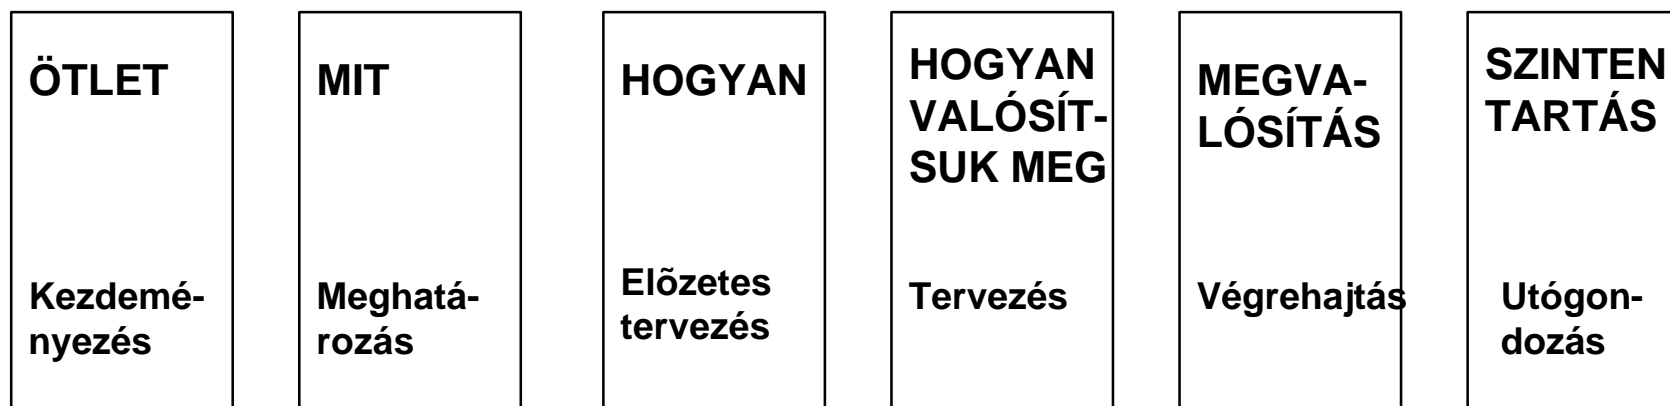 ÖTLET
Kezdemé-
nyezés
MIT
Meghatá-
rozás
HOGYAN
Elõzetes
tervezés
HOGYAN
VALÓSÍT-
SUK MEG
Tervezés
MEGVA-
LÓSÍTÁS
Végrehajtás
SZINTEN
TARTÁS
Utógon-
dozás